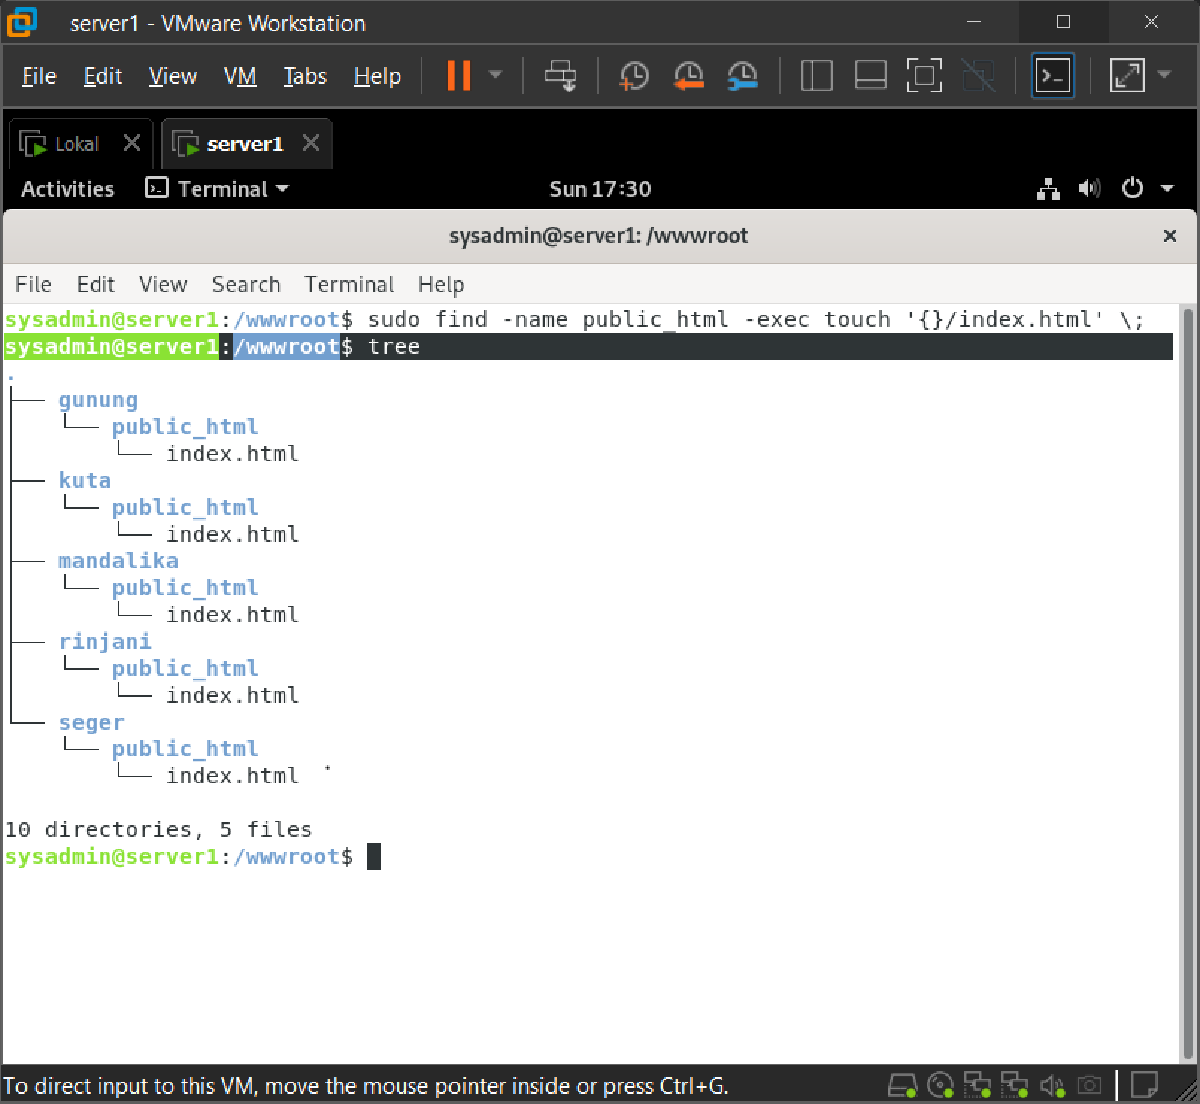 server1 - VMware Workstation
File Edit View VM Tabs Help
Lokal server1
Activities Terminal Sun 17:30
sysadmin@server1: /wwwroot
File Edit View Search Terminal Help
sysadmin@server1:/wwwroot$ sudo find -name public_html -exec touch '{}/index.html' \;
sysadmin@server1:/wwwroot$ tree
.
├── gunung
│   └── public_html
│       └── index.html
├── kuta
│   └── public_html
│       └── index.html
├── mandalika
│   └── public_html
│       └── index.html
├── rinjani
│   └── public_html
│       └── index.html
└── seger
    └── public_html
        └── index.html
10 directories, 5 files
sysadmin@server1:/wwwroot$
To direct input to this VM, move the mouse pointer inside or press Ctrl+G.